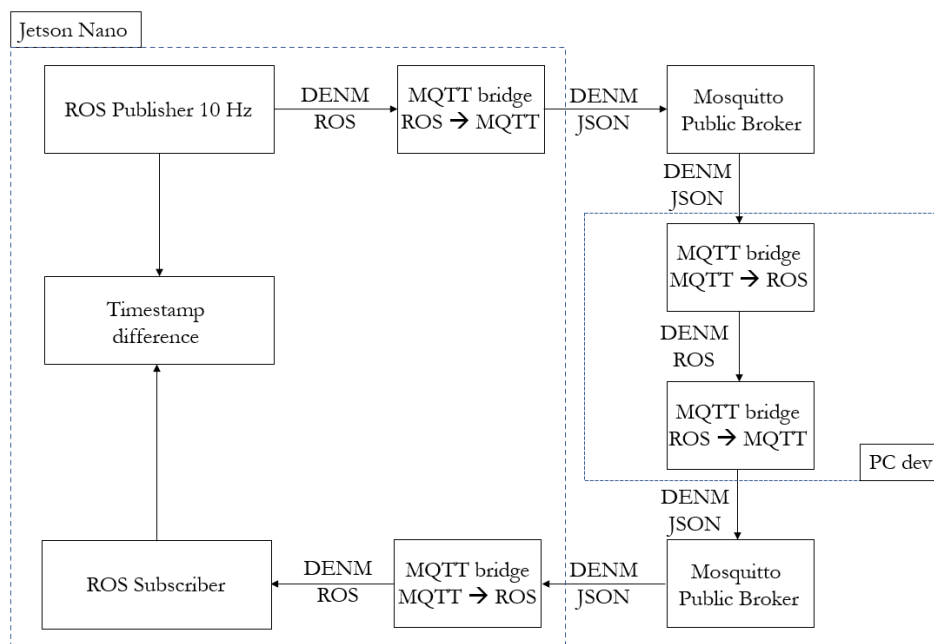 Jetson Nano
ROS Publisher 10 Hz
DENM
ROS
MQTT bridge
ROS → MQTT
DENM
JSON
Mosquitto
Public Broker
DENM
JSON
MQTT bridge
MQTT → ROS
Timestamp
difference
DENM
ROS
MQTT bridge
ROS → MQTT
PC dev
DENM
JSON
ROS Subscriber
DENM
ROS
MQTT bridge
MQTT → ROS
DENM
JSON
Mosquitto
Public Broker